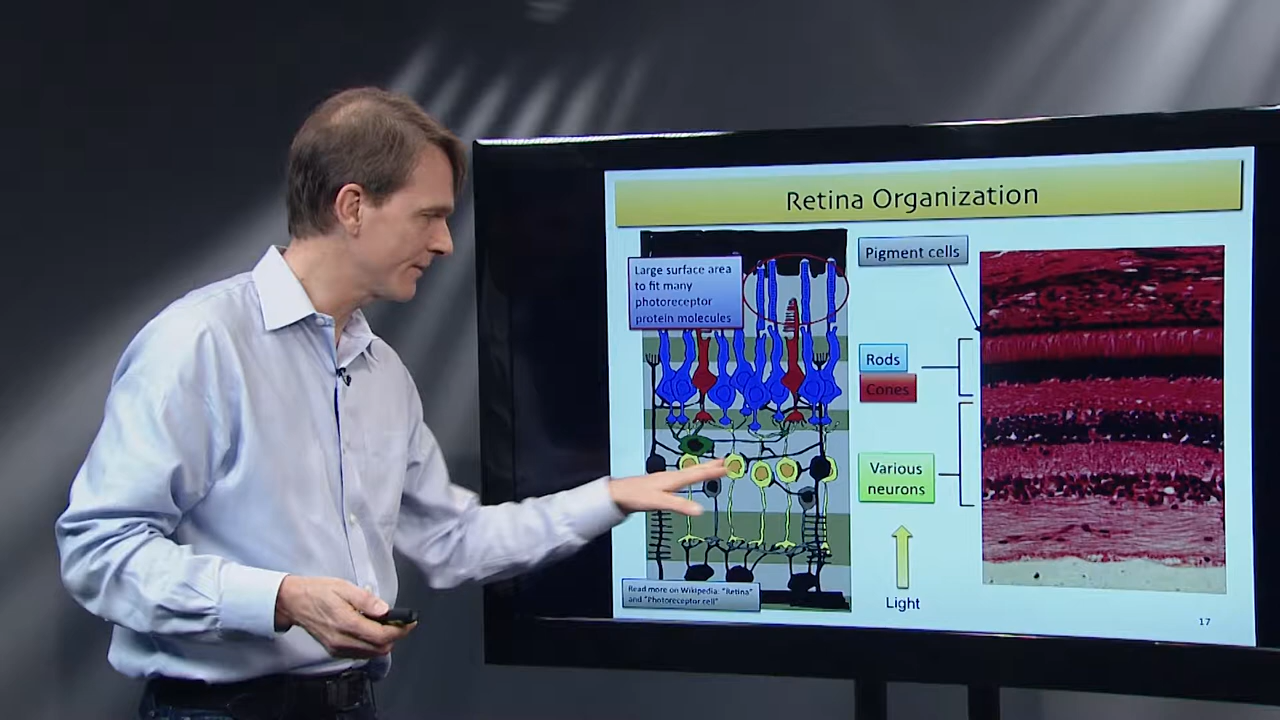 Retina Organization
Large surface area
to fit many
photoreceptor
protein molecules
Pigment cells
Rods
Cones
Various
neurons
Light
Read more on Wikipedia: "Retina"
and "Photoreceptor cell"
17